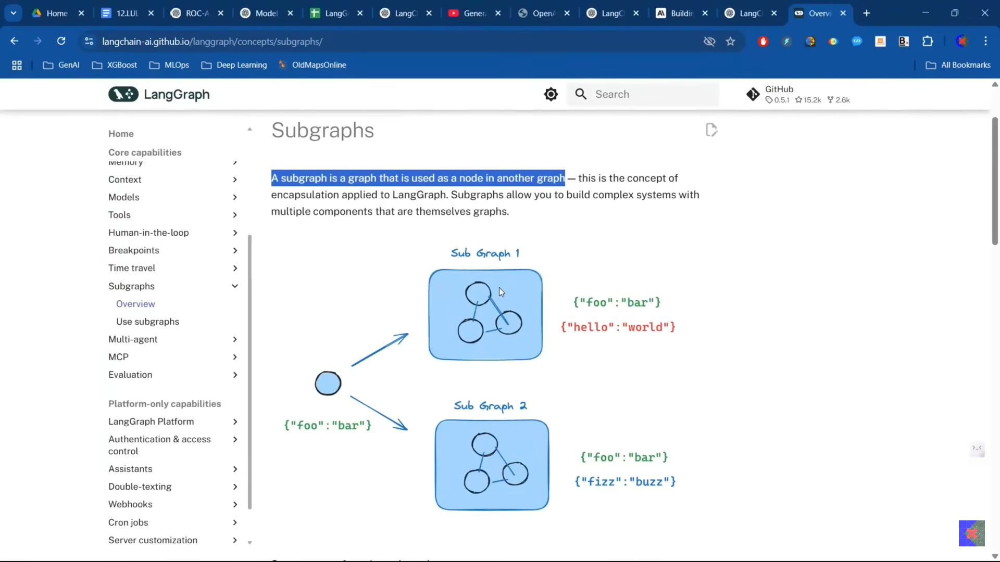 Home
12.LUL
ROC-A
Model
LangG
LangC
Gener
OpenA
LangC
Buildin
LangC
Overvi
langchain-ai.github.io/langgraph/concepts/subgraphs/
GenAI
XGBoost
MLOps
Deep Learning
OldMapsOnline
All Bookmarks
LangGraph
Search
GitHub
0.5.1 15.2k 2.6k
Home
Core capabilities
Memory
Context
Models
Tools
Human-in-the-loop
Breakpoints
Time travel
Subgraphs
Overview
Use subgraphs
Multi-agent
MCP
Evaluation
Platform-only capabilities
LangGraph Platform
Authentication & access
control
Assistants
Double-texting
Webhooks
Cron jobs
Server customization
Subgraphs
A subgraph is a graph that is used as a node in another graph — this is the concept of
encapsulation applied to LangGraph. Subgraphs allow you to build complex systems with
multiple components that are themselves graphs.
Sub Graph 1
{"foo":"bar"}
{"hello":"world"}
{"foo":"bar"}
Sub Graph 2
{"foo":"bar"}
{"fizz":"buzz"}